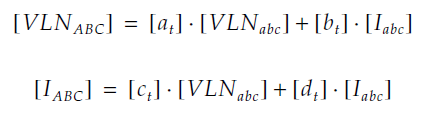 [VLN_ABC] = [a_t] · [VLN_abc] + [b_t] · [I_abc]
[I_ABC] = [c_t] · [VLN_abc] + [d_t] · [I_abc]